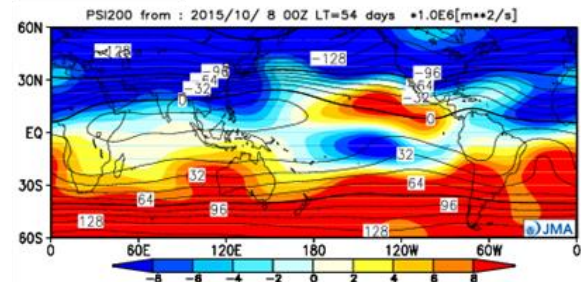 PSI200 from : 2015/10/ 8 00Z LT=54 days *1.0E6[m**2/s]
60N
30N
EQ
30S
60S
-128
-96
-64
-32
0
-128
-96
-64
-32
0
32
32
64
64
96
96
128
128
JMA
0 60E 120E 180 120W 60W 0
-8 -6 -4 -2 0 2 4 6 8